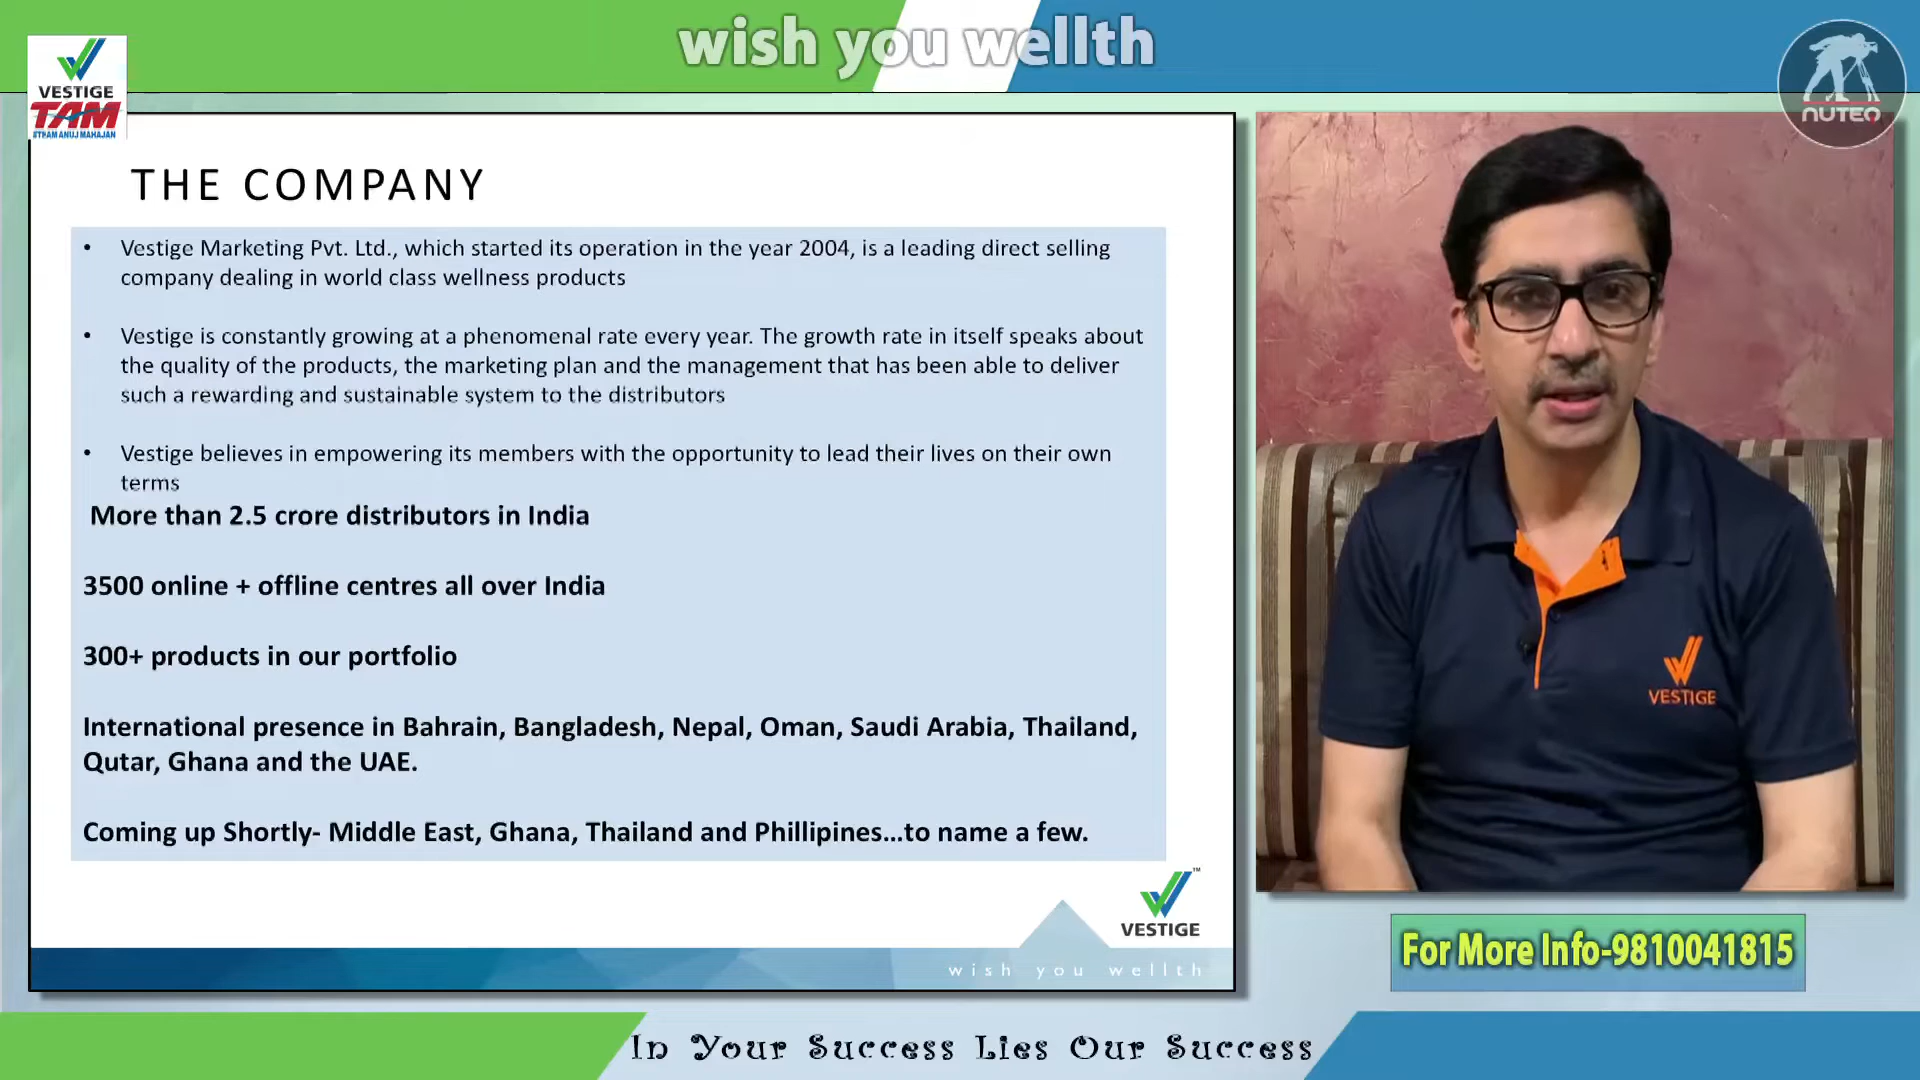 wish you wellth
VESTIGE
TAM
©TEAM ANUJ MAHAJAN
NUTEQ
THE COMPANY
• Vestige Marketing Pvt. Ltd., which started its operation in the year 2004, is a leading direct selling
company dealing in world class wellness products
• Vestige is constantly growing at a phenomenal rate every year. The growth rate in itself speaks about
the quality of the products, the marketing plan and the management that has been able to deliver
such a rewarding and sustainable system to the distributors
• Vestige believes in empowering its members with the opportunity to lead their lives on their own
terms
More than 2.5 crore distributors in India
3500 online + offline centres all over India
300+ products in our portfolio
International presence in Bahrain, Bangladesh, Nepal, Oman, Saudi Arabia, Thailand,
Qutar, Ghana and the UAE.
Coming up Shortly- Middle East, Ghana, Thailand and Phillipines...to name a few.
VESTIGE
TM
VESTIGE
wish you wellth
For More Info-9810041815
In Your Success Lies Our Success